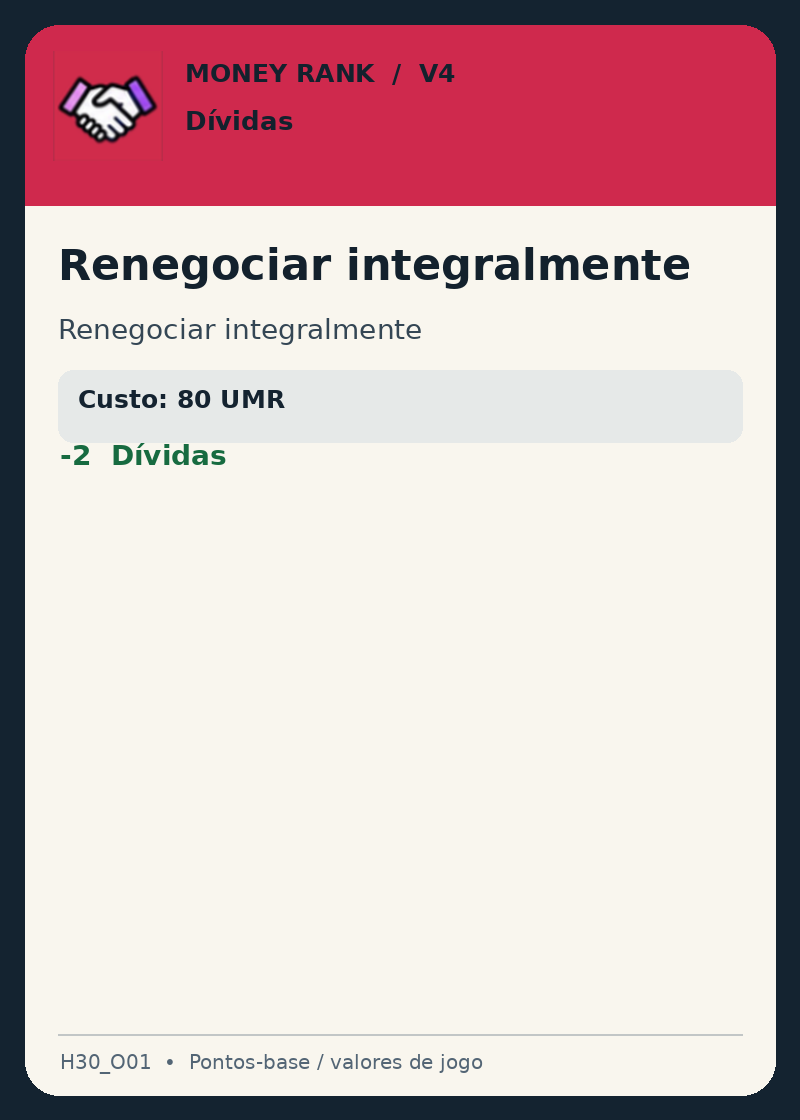 MONEY RANK / V4
Dívidas
Renegociar integralmente
Renegociar integralmente
Custo: 80 UMR
-2 Dívidas
H30_O01 • Pontos-base / valores de jogo